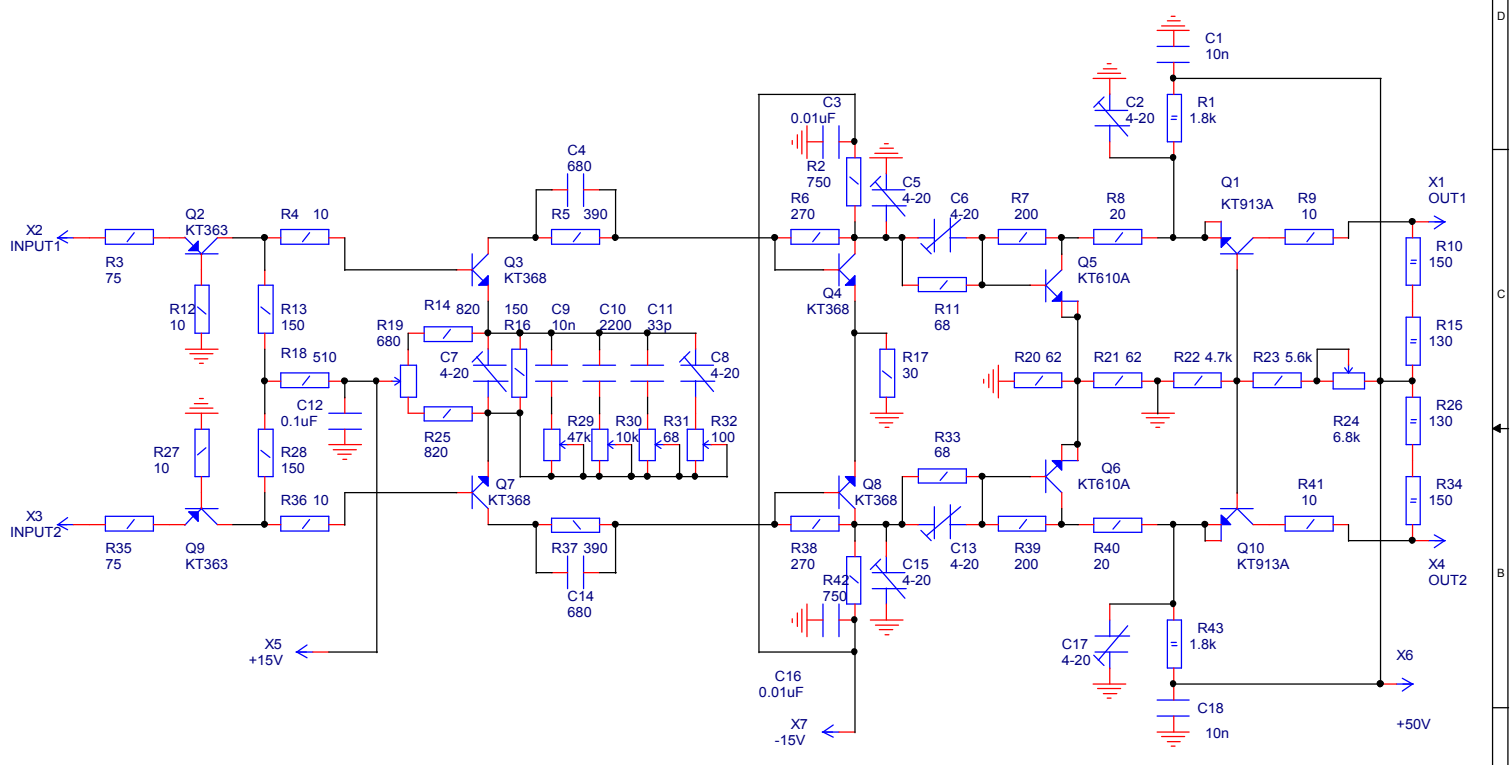 D
C1
10n
C3
0.01uF
C2
4-20
R1
1.8k
C4
680
R2
750
C5
4-20
C6
4-20
R7
200
R8
20
Q1
KT913A
R9
10
X1
OUT1
X2
INPUT1
Q2
KT363
R4 10
R5 390
R6
270
R3
75
Q3
KT368
Q4
KT368
Q5
KT610A
R10
150
C
R12
10
R13
150
R14 820
150
R16
C9
10n
C10
2200
C11
33p
R11
68
R15
130
R19
680
C7
4-20
C8
4-20
R17
30
R18 510
R20 62
R21 62
R22 4.7k
R23 5.6k
C12
0.1uF
R24
6.8k
R26
130
R25
820
R29
47k
R30
10k
R31
68
R32
100
R27
10
R28
150
R33
68
Q6
KT610A
R36 10
Q7
KT368
Q8
KT368
R41
10
R34
150
X3
INPUT2
R35
75
Q9
KT363
R37 390
R38
270
C13
4-20
R39
200
R40
20
Q10
KT913A
X4
OUT2
B
C14
680
R42
750
C15
4-20
X5
+15V
C17
4-20
R43
1.8k
X6
C16
0.01uF
X7
-15V
C18
10n
+50V